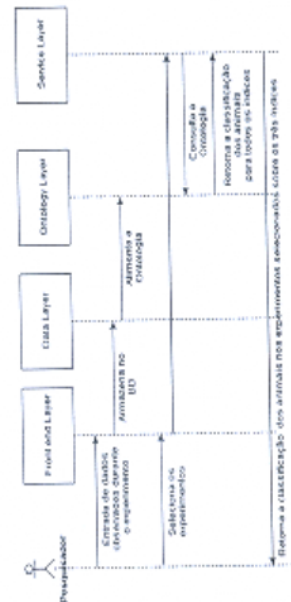 Pesquisador
Front end Layer
Data Layer
Ontology Layer
Service Layer
Entrada de dados
observados durante
o experimento
Armazena no
BD
Alimenta a
Ontologia
Seleciona os
experimentos
Consulta a
Ontologia
Retorna a classificação
dos animais
para todos os índices
Retorna a classificação dos animais nos experimentos selecionados sobre os três índices